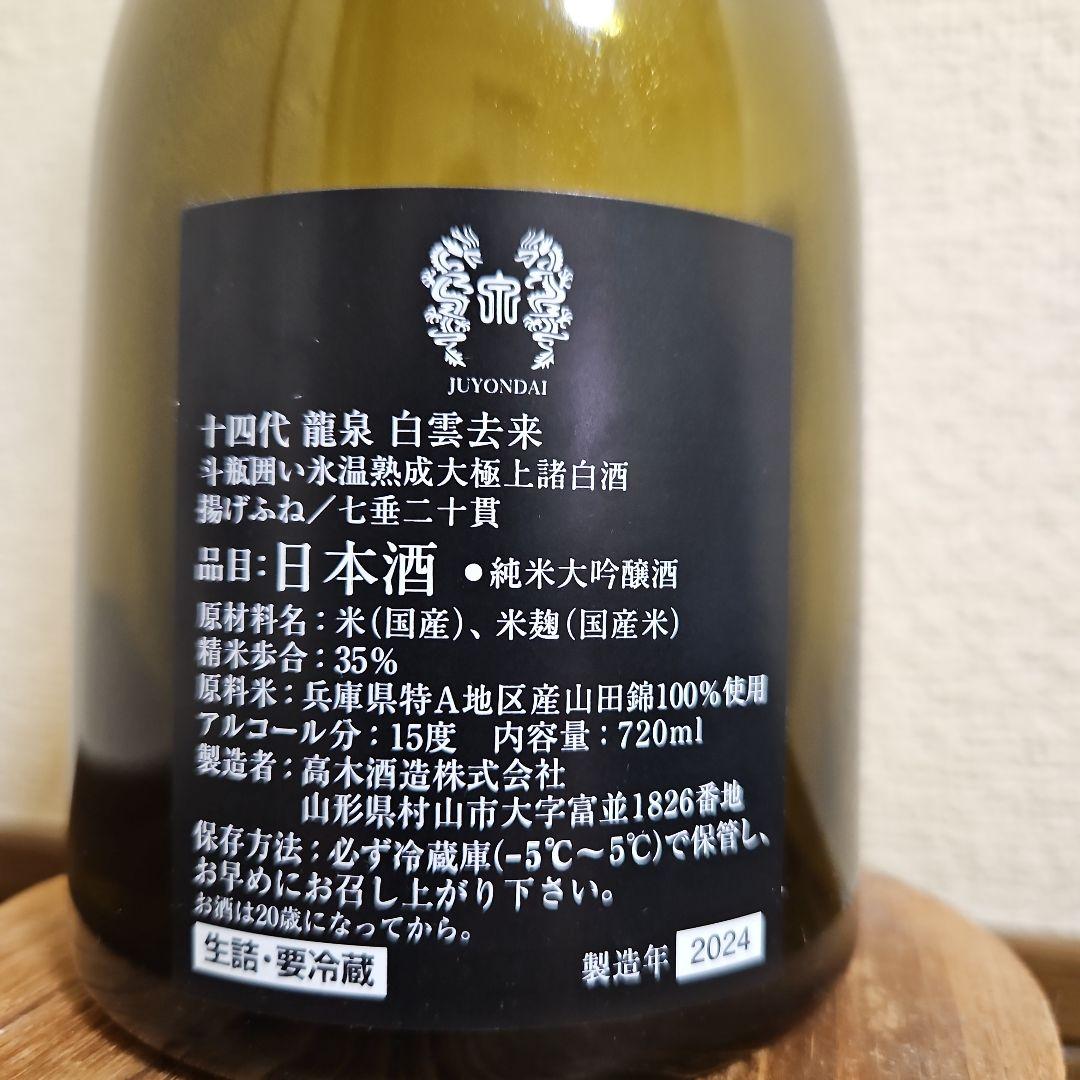 JUYONDAI
十四代 龍泉 白雲去来
斗瓶囲い氷温熟成大極上諸白酒
揚げふね/七垂二十貫
品目:日本酒 ●純米大吟醸酒
原材料名:米(国産)、米麹(国産米)
精米歩合:35%
原料米:兵庫県特A地区産山田錦100%使用
アルコール分:15度 内容量:720ml
製造者:高木酒造株式会社
山形県村山市大字富並1826番地
保存方法:必ず冷蔵庫(-5℃~5℃)で保管し、
お早めにお召し上がり下さい。
お酒は20歳になってから。
生詰・要冷蔵 製造年 2024